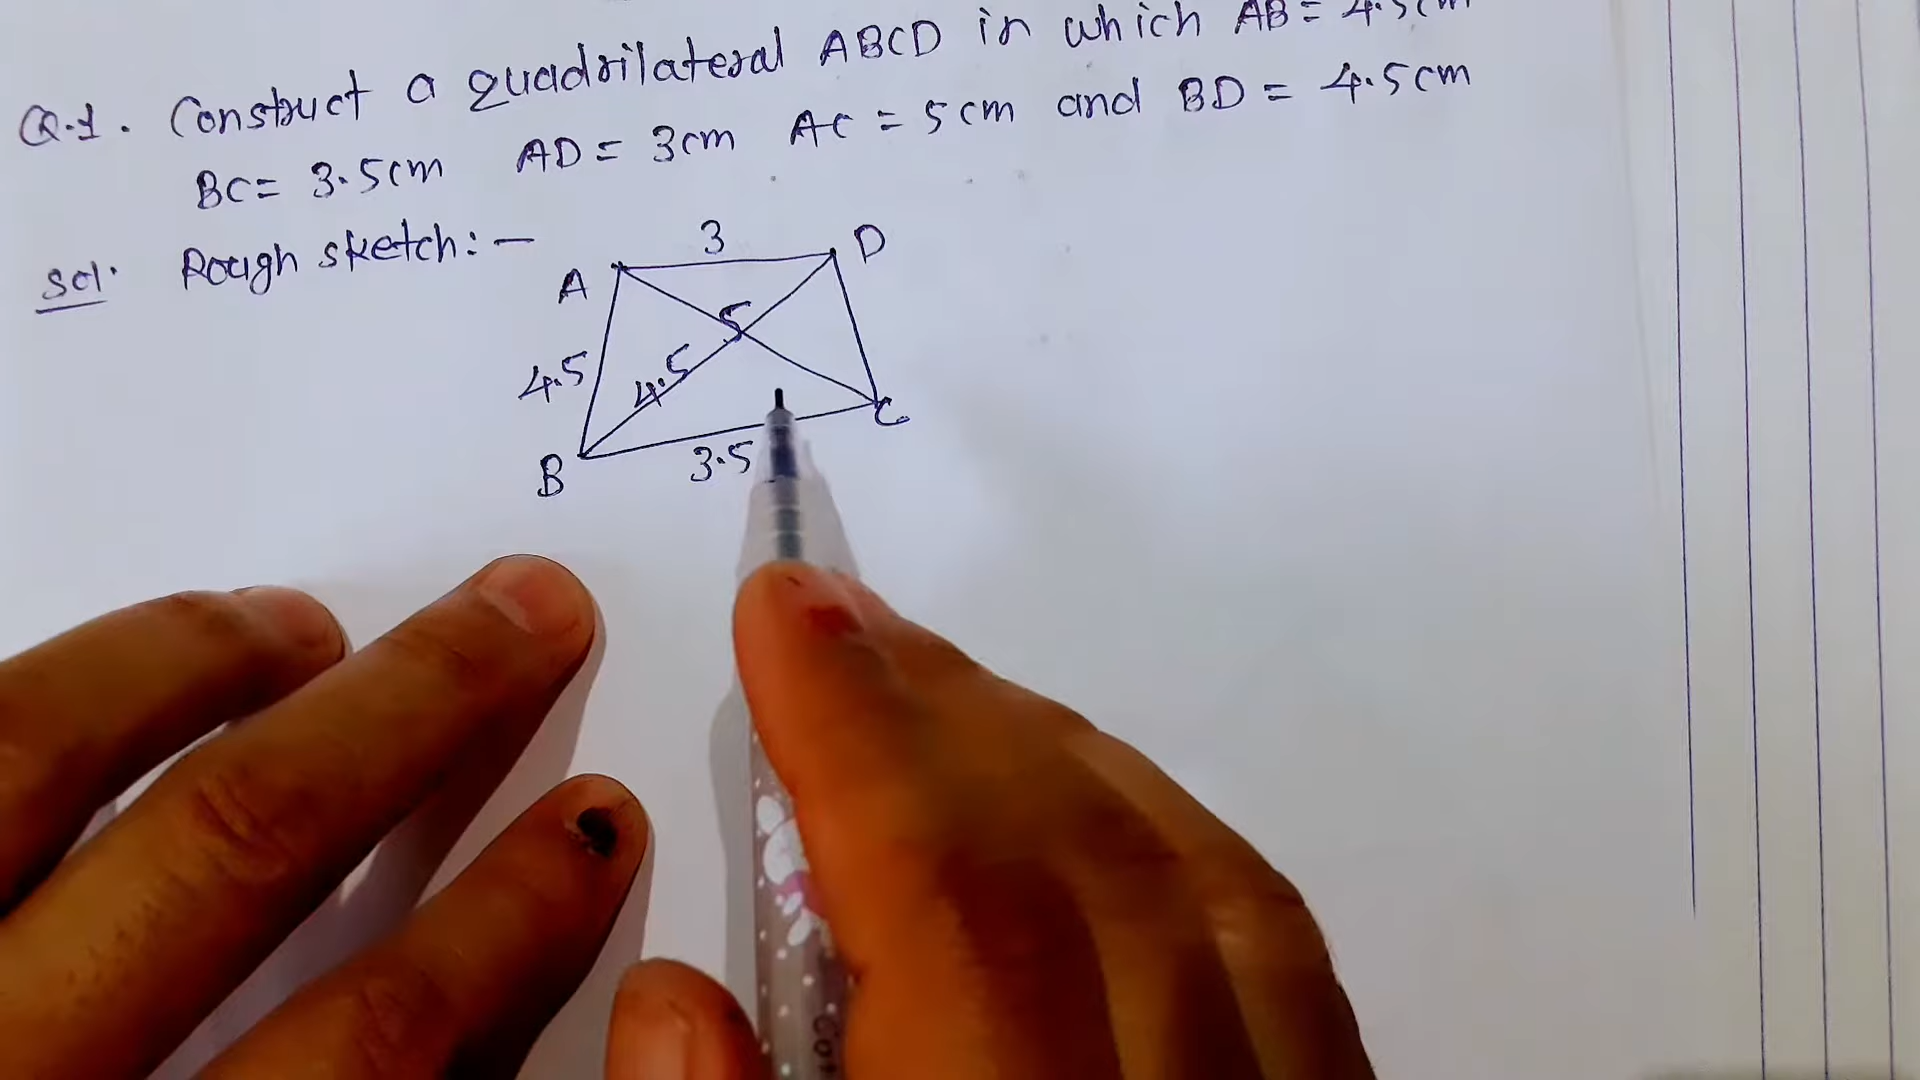 Q.1. Construct a quadrilateral ABCD in which AB = 4.5cm
BC = 3.5cm AD = 3cm AC = 5cm and BD = 4.5cm
Sol. Rough sketch:-
3
A D
5
4.5 4.5
C
3.5
B